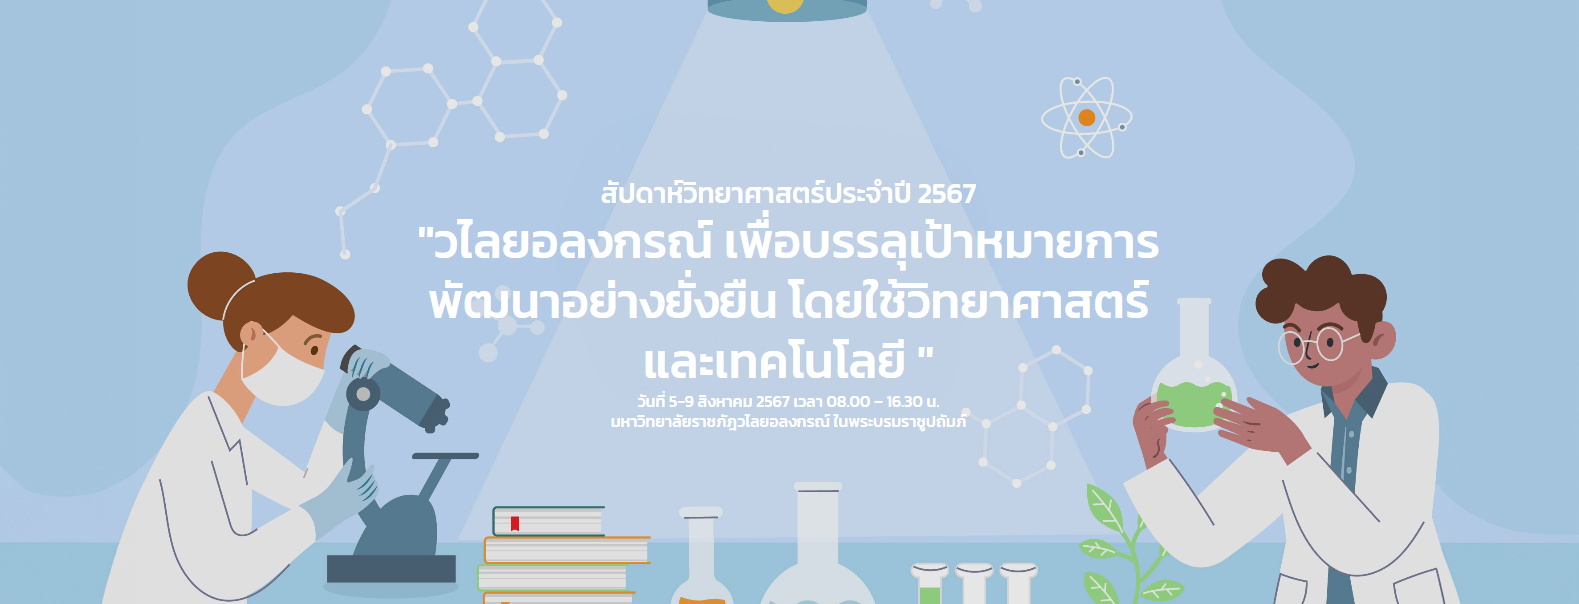 สัปดาห์วิทยาศาสตร์ประจำปี 2567
"วไลยอลงกรณ์ เพื่อบรรลุเป้าหมายการ
พัฒนาอย่างยั่งยืน โดยใช้วิทยาศาสตร์
และเทคโนโลยี "
วันที่ 5-9 สิงหาคม 2567 เวลา 08.00 – 16.30 น.
มหาวิทยาลัยราชภัฏวไลยอลงกรณ์ ในพระบรมราชูปถัมภ์